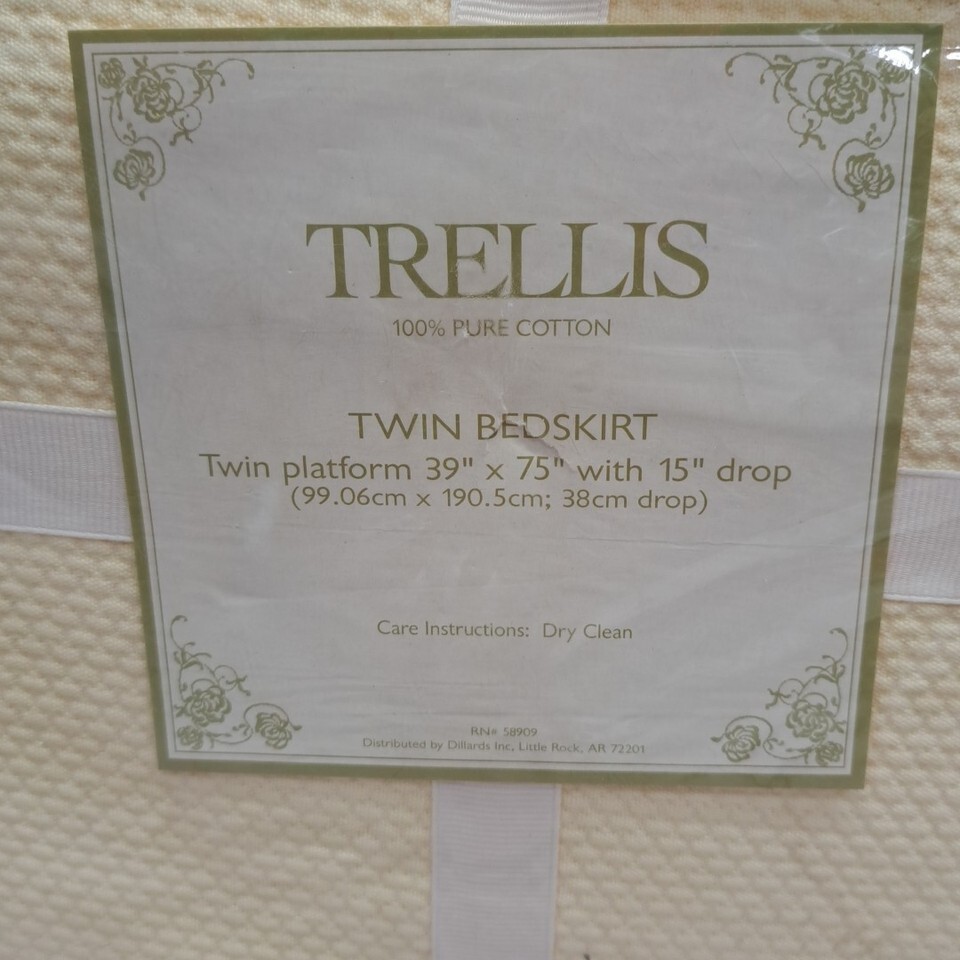 TRELLIS
100% PURE COTTON
TWIN BEDSKIRT
Twin platform 39" x 75" with 15" drop
(99.06cm x 190.5cm; 38cm drop)
Care Instructions: Dry Clean
RN# 58909
Distributed by Dillards Inc, Little Rock, AR 72201